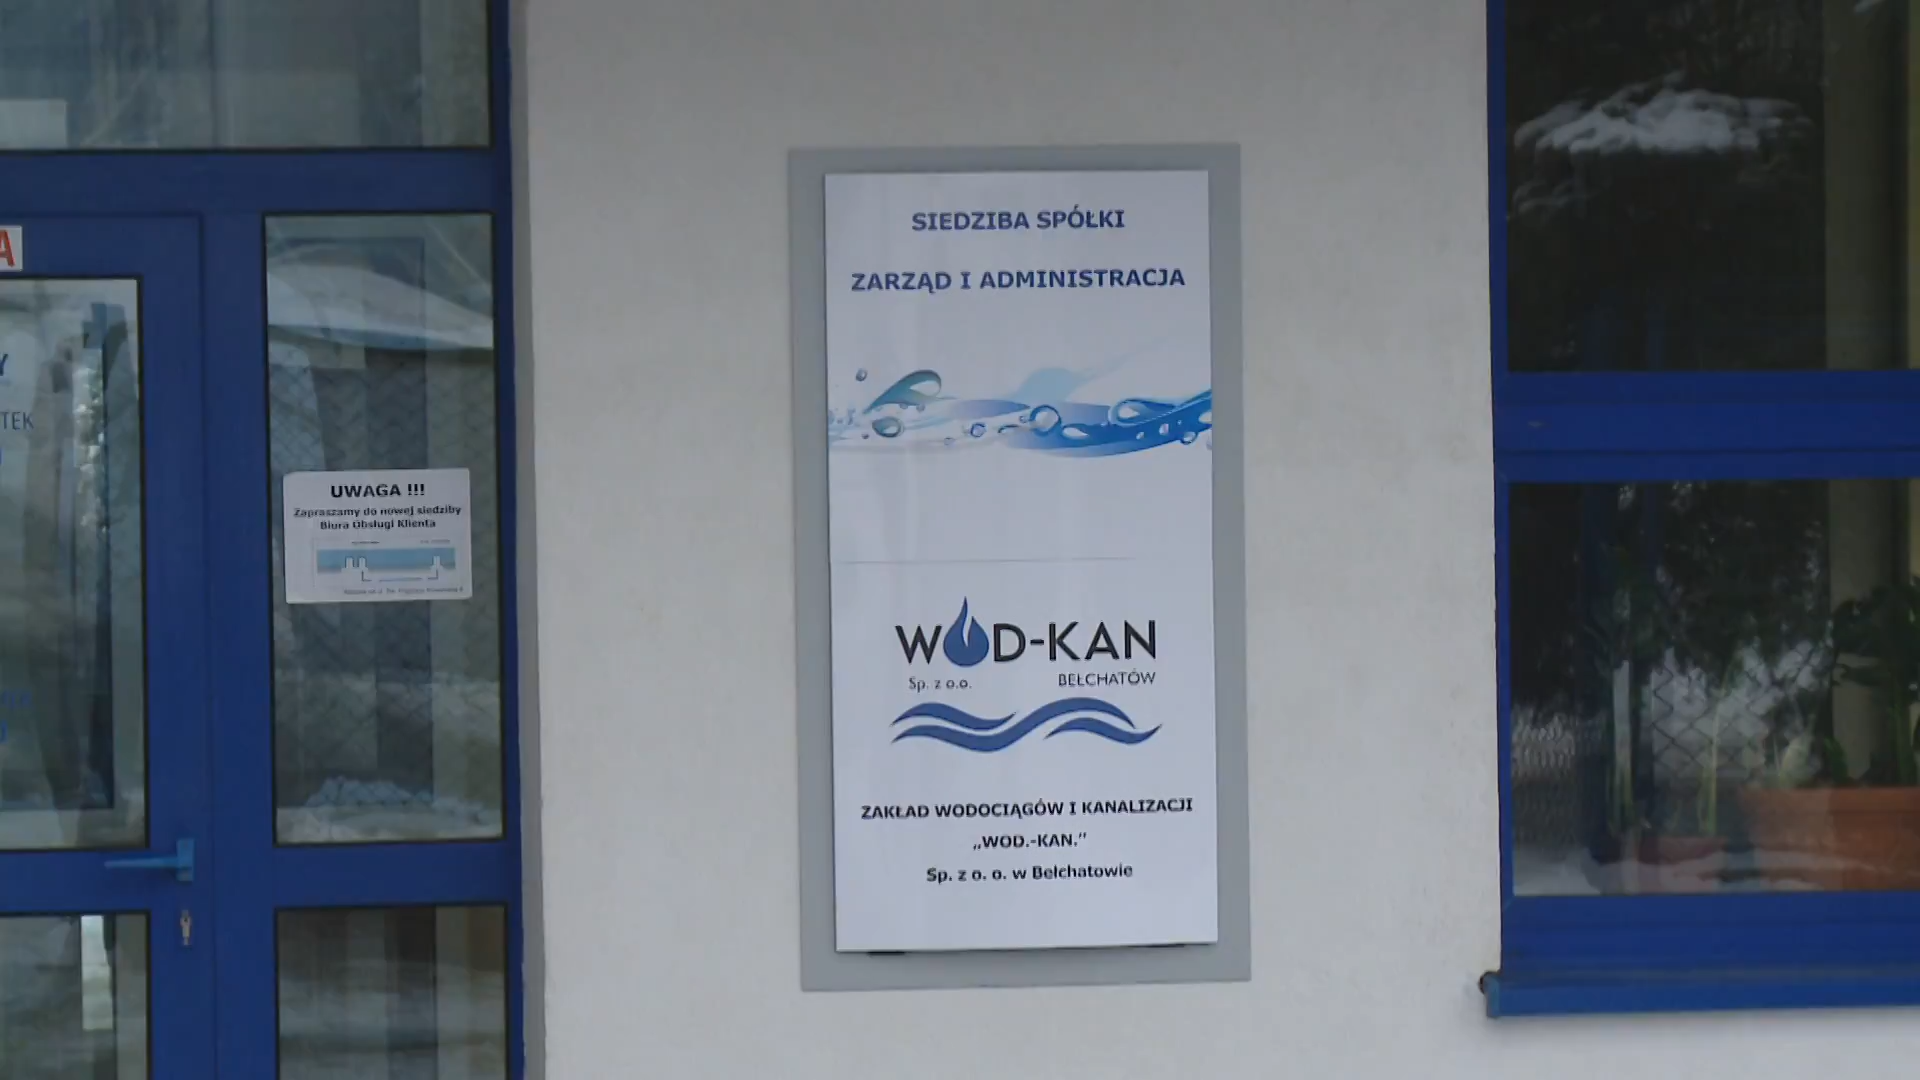 A
Y
TEK
UWAGA !!!
Zapraszamy do nowej siedziby
Biura Obsługi Klienta
SIEDZIBA SPÓŁKI
ZARZĄD I ADMINISTRACJA
WOD-KAN
Sp. z o.o. BEŁCHATÓW
ZAKŁAD WODOCIĄGÓW I KANALIZACJI
„WOD.-KAN.”
Sp. z o. o. w Bełchatowie